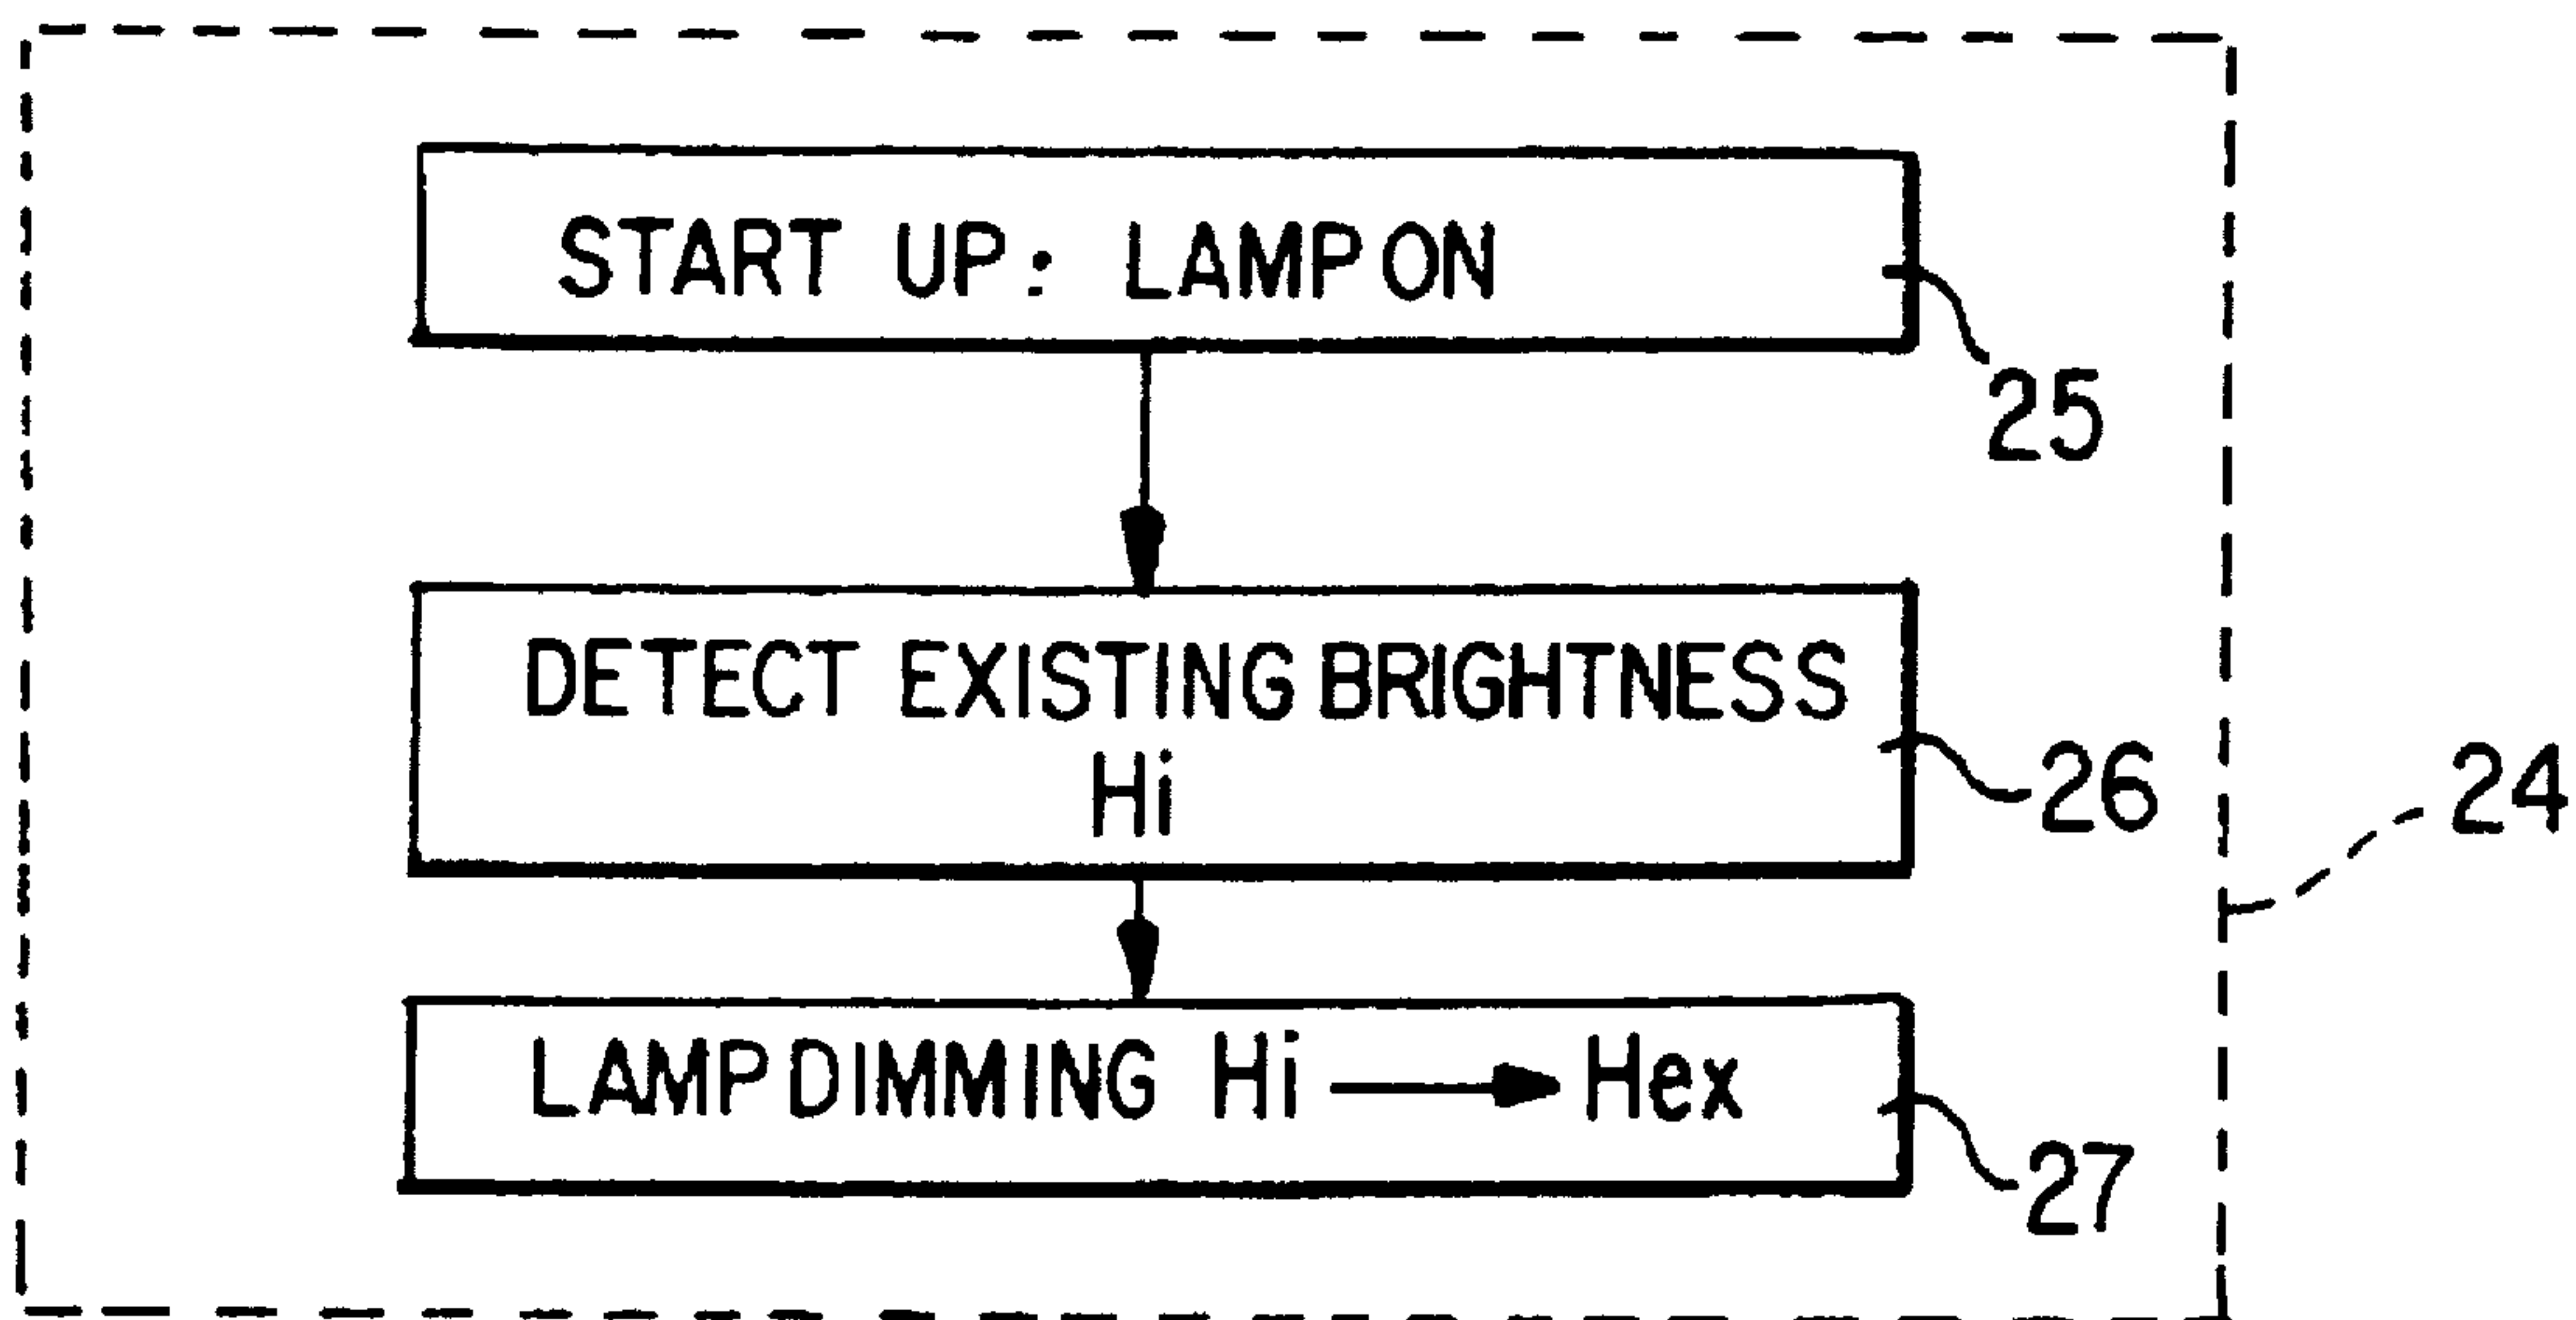 START UP: LAMP ON
25
DETECT EXISTING BRIGHTNESS
Hi
26
24
LAMP DIMMING Hi → Hex
27